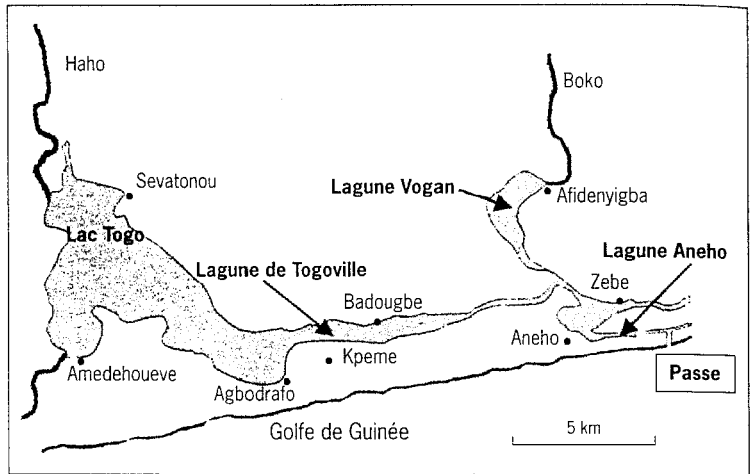 Haho
Boko
Sevatonou
Lagune Vogan
Afidenyigba
Lac Togo
Lagune Aneho
Lagune de Togoville
Zebe
Badougbe
Aneho
Kpeme
Amedehoueve
Passe
Agbodrafo
Golfe de Guinée
5 km